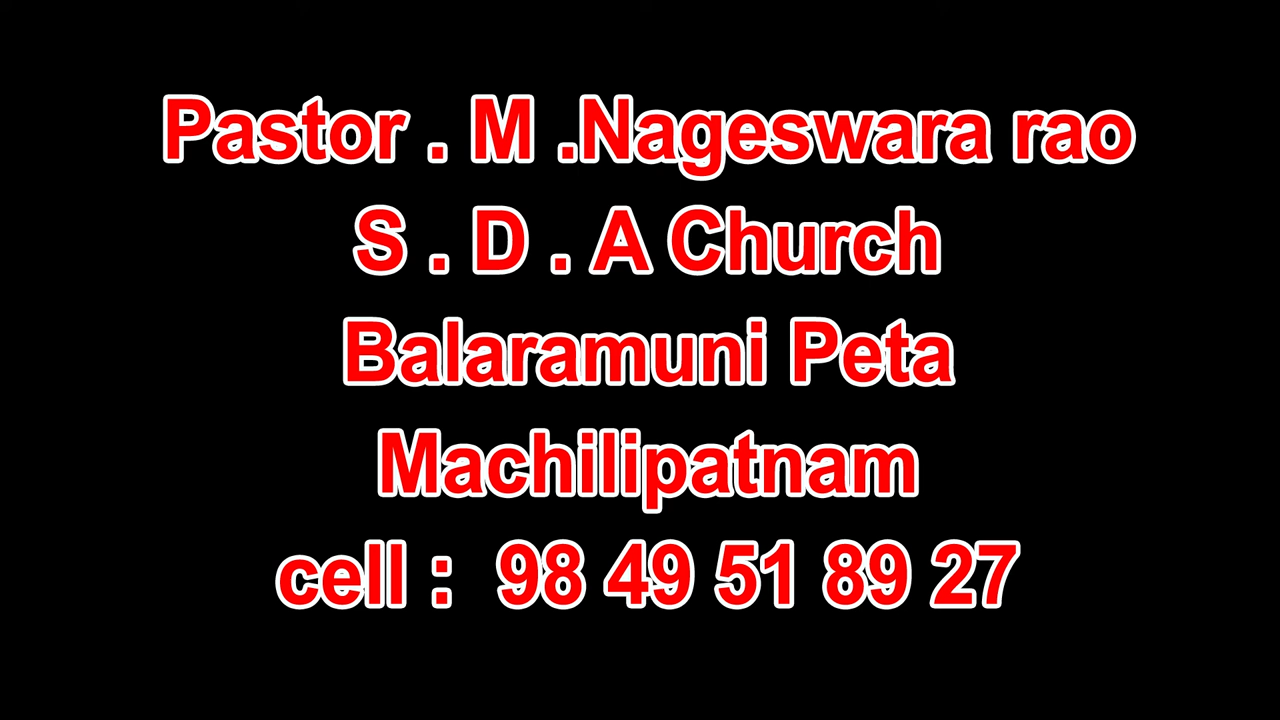 Pastor . M .Nageswara rao
S . D . A Church
Balaramuni Peta
Machilipatnam
cell :  98 49 51 89 27